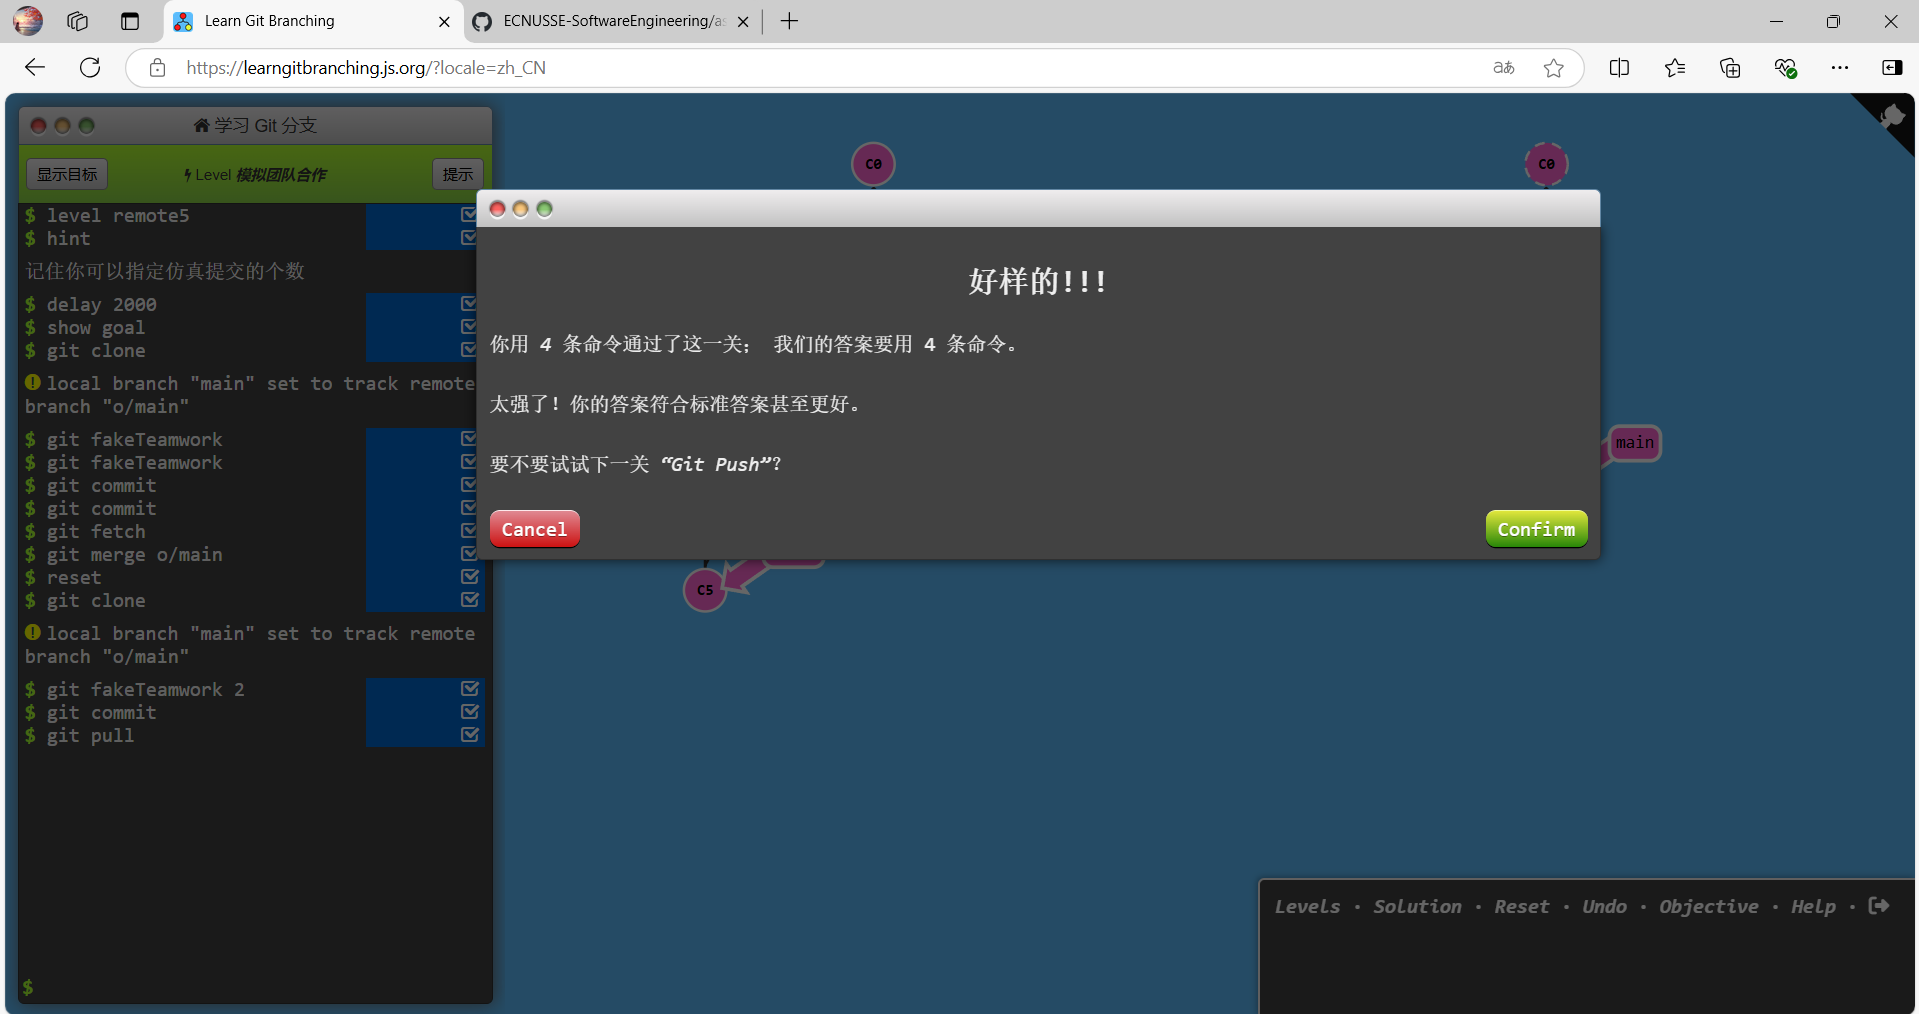 Learn Git Branching
ECNUSSE-SoftwareEngineering/as
https://learngitbranching.js.org/?locale=zh_CN
学习 Git 分支
显示目标
Level 模拟团队合作
提示
$ level remote5
$ hint
记住你可以指定仿真提交的个数
$ delay 2000
$ show goal
$ git clone
local branch "main" set to track remote
branch "o/main"
$ git fakeTeamwork
$ git fakeTeamwork
$ git commit
$ git commit
$ git fetch
$ git merge o/main
$ reset
$ git clone
local branch "main" set to track remote
branch "o/main"
$ git fakeTeamwork 2
$ git commit
$ git pull
$
C0
C0
好样的!!!
你用 4 条命令通过了这一关； 我们的答案要用 4 条命令。
太强了！你的答案符合标准答案甚至更好。
要不要试试下一关 “Git Push”？
Cancel
Confirm
main
C5
Levels · Solution · Reset · Undo · Objective · Help ·